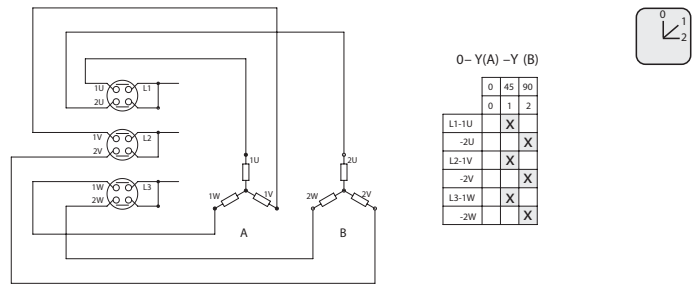 1U L1
2U
1V L2
2V
1W L3
2W
1U
1W 1V
A
2U
2W 2V
B
0– Y(A) –Y (B)
0 45 90
0 1 2
L1-1U X
-2U X
L2-1V X
-2V X
L3-1W X
-2W X
0
1
2